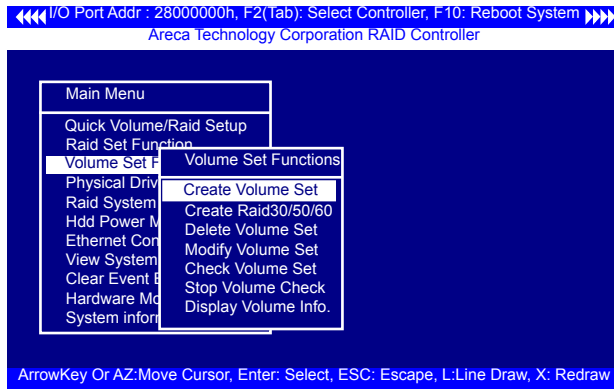 I/O Port Addr : 28000000h, F2(Tab): Select Controller, F10: Reboot System
Areca Technology Corporation RAID Controller
Main Menu
Quick Volume/Raid Setup
Raid Set Function
Volume Set F
Physical Driv
Raid System
Hdd Power M
Ethernet Con
View System
Clear Event B
Hardware Mo
System inforr
Volume Set Functions
Create Volume Set
Create Raid30/50/60
Delete Volume Set
Modify Volume Set
Check Volume Set
Stop Volume Check
Display Volume Info.
ArrowKey Or AZ:Move Cursor, Enter: Select, ESC: Escape, L:Line Draw, X: Redraw